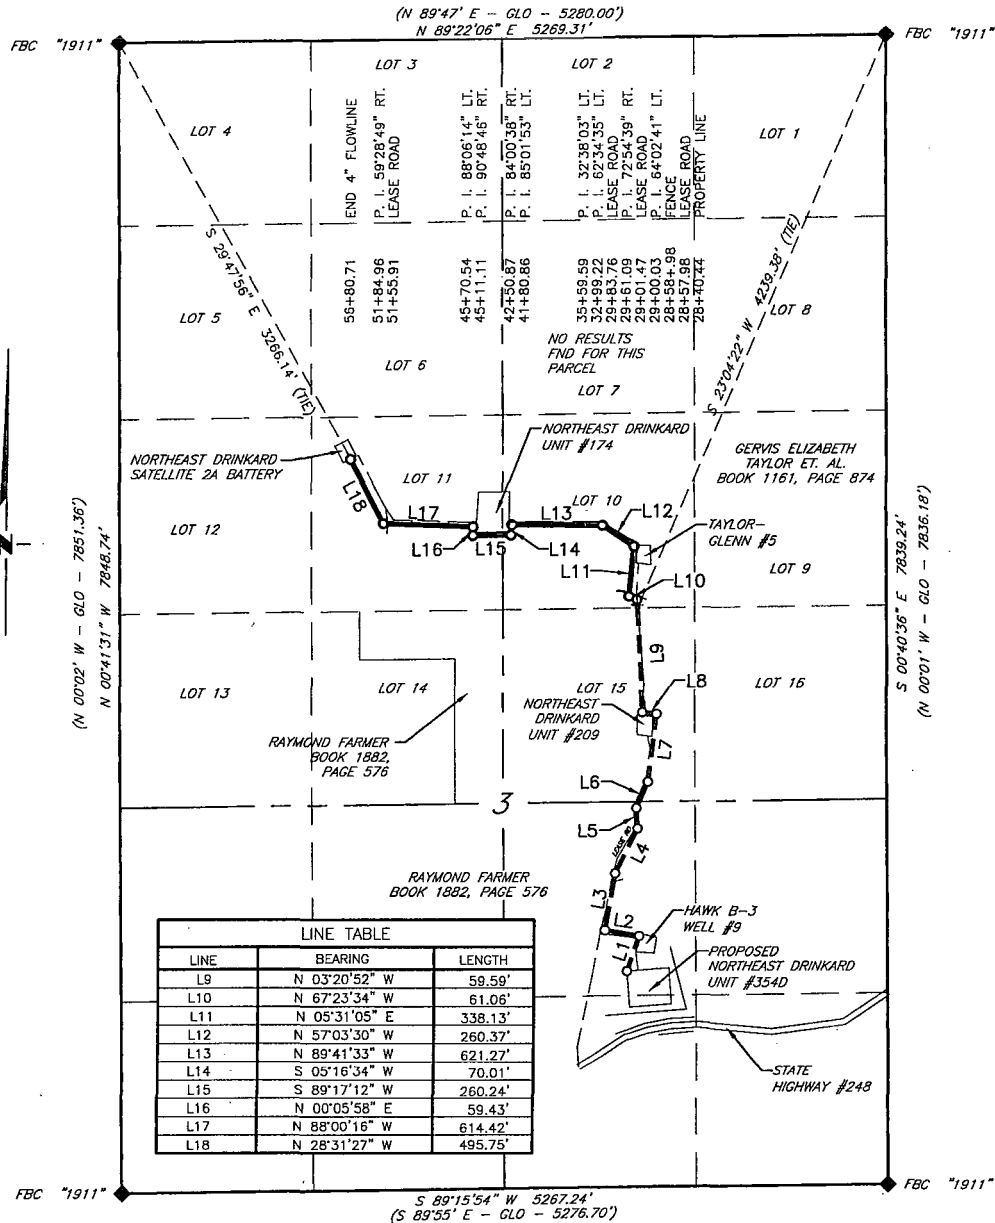 (N 89°47' E - GLO - 5280.00')
N 89°22'06" E 5269.31'
FBC "1911"
FBC "1911"
LOT 3
LOT 2
LOT 4
LOT 1
END 4" FLOWLINE
P. I. 59°28'49" RT.
LEASE ROAD
P. I. 88°06'14" LT.
P. I. 90°48'46" RT.
P. I. 84°00'38" RT.
P. I. 85°01'53" LT.
P. I. 32°38'03" LT.
P. I. 62°34'35" LT.
LEASE ROAD
P. I. 72°54'39" RT.
LEASE ROAD
P. I. 64°02'41" LT.
FENCE
LEASE ROAD
PROPERTY LINE
56+80.71
51+84.96
51+55.91
45+70.54
45+11.11
42+50.87
41+80.86
35+59.59
32+99.22
29+83.76
29+61.09
29+01.47
29+00.03
28+58+.98
28+57.98
28+40.44
S 29°47'56" E 3266.14' (TIE)
S 23°04'22" W 4239.38' (TIE)
LOT 5
LOT 8
NO RESULTS
FND FOR THIS
PARCEL
LOT 6
LOT 7
NORTHEAST DRINKARD
UNIT #174
NORTHEAST DRINKARD
SATELLITE 2A BATTERY
GERVIS ELIZABETH
TAYLOR ET. AL.
BOOK 1161, PAGE 874
LOT 11
LOT 10
L18
L17
L13
L12
LOT 12
TAYLOR-
GLENN #5
L16
L15
L14
L11
LOT 9
L10
(N 00°02' W - GLO - 7851.36')
N 00°41'31" W 7848.74'
S 00°40'36" E 7839.24'
(N 00°01' W - GLO - 7836.18')
L9
LOT 13
LOT 14
LOT 15
L8
LOT 16
NORTHEAST
DRINKARD
UNIT #209
RAYMOND FARMER
BOOK 1882,
PAGE 576
L7
L6
3
L5
LEASE RD
L4
RAYMOND FARMER
BOOK 1882, PAGE 576
L3
L2
HAWK B-3
WELL #9
L1
PROPOSED
NORTHEAST DRINKARD
UNIT #354D
STATE
HIGHWAY #248
LINE TABLE
LINE BEARING LENGTH
L9 N 03°20'52" W 59.59'
L10 N 67°23'34" W 61.06'
L11 N 05°31'05" E 338.13'
L12 N 57°03'30" W 260.37'
L13 N 89°41'33" W 621.27'
L14 S 05°16'34" W 70.01'
L15 S 89°17'12" W 260.24'
L16 N 00°05'58" E 59.43'
L17 N 88°00'16" W 614.42'
L18 N 28°31'27" W 495.75'
FBC "1911"
FBC "1911"
S 89°15'54" W 5267.24'
(S 89°55' E - GLO - 5276.70')